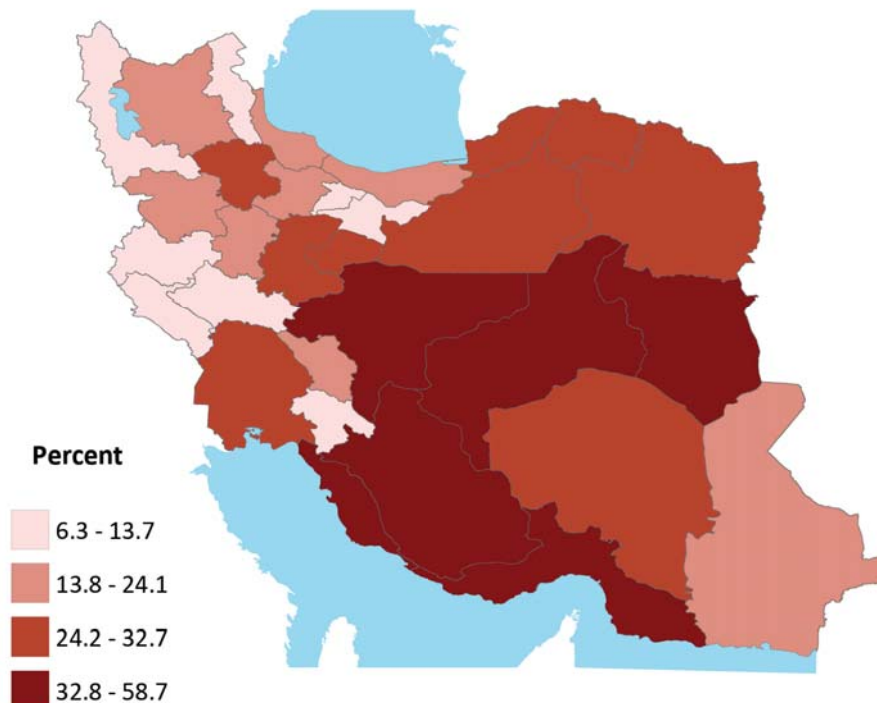 Percent
6.3 - 13.7
13.8 - 24.1
24.2 - 32.7
32.8 - 58.7